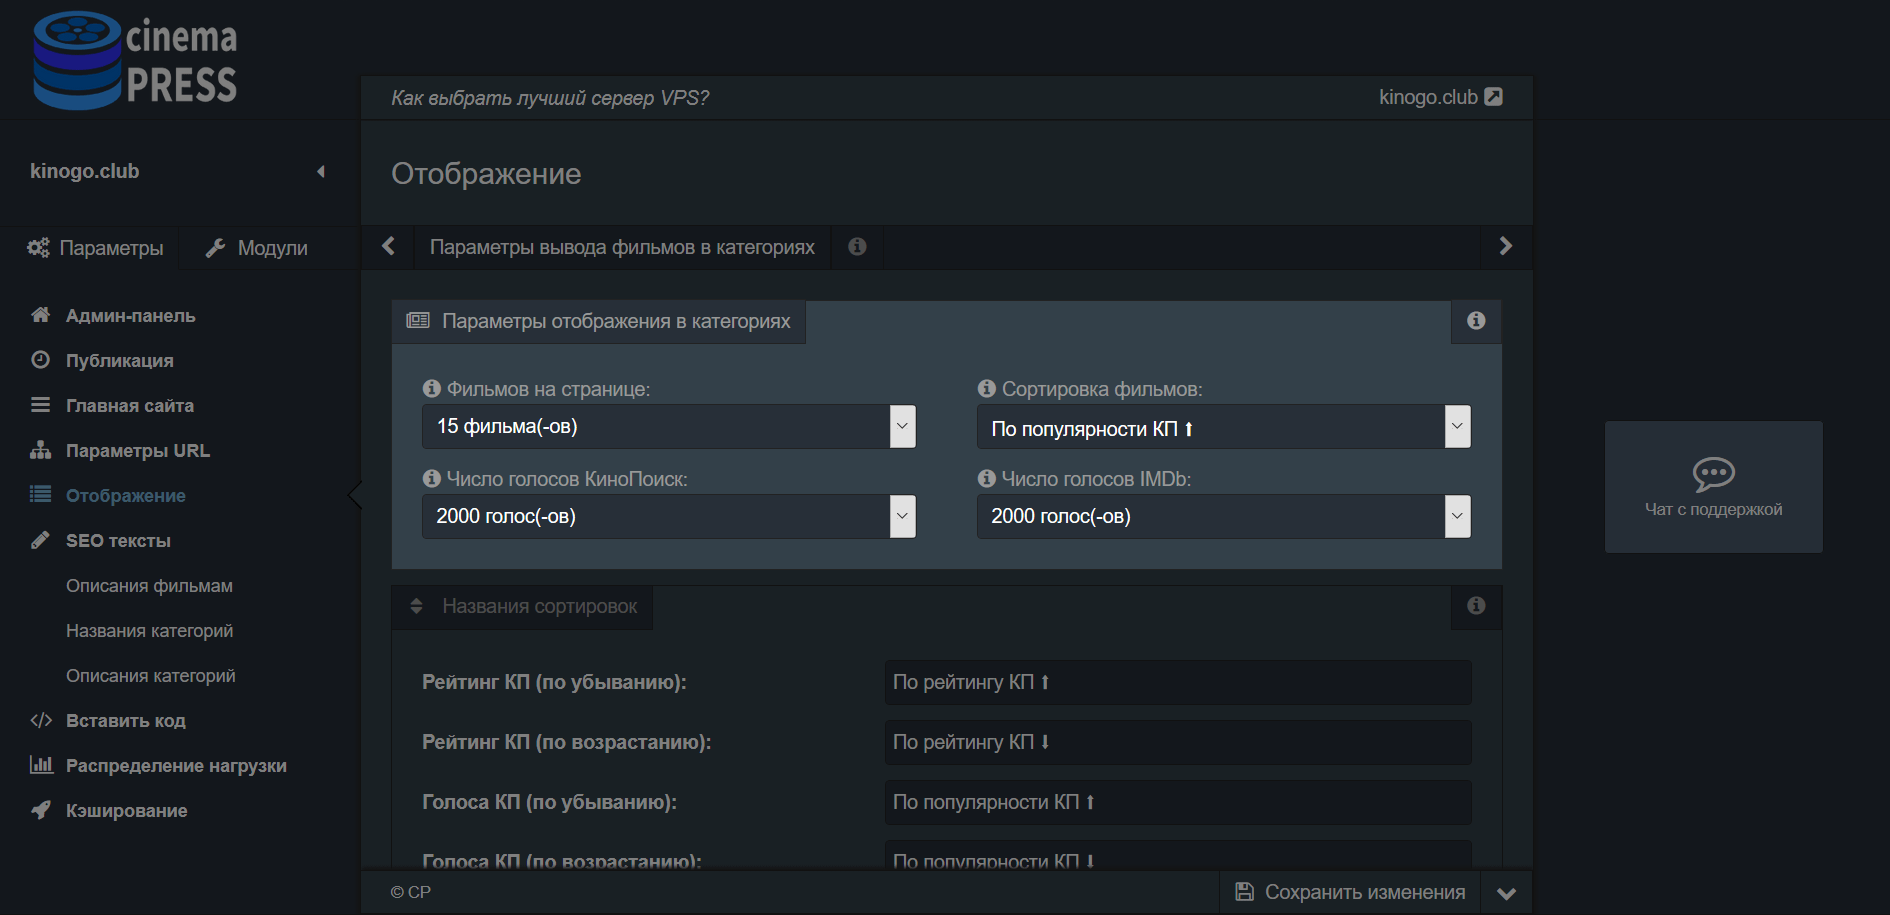 cinema
PRESS
Как выбрать лучший сервер VPS?
kinogo.club
kinogo.club
Отображение
Параметры
Модули
Параметры вывода фильмов в категориях
Админ-панель
Публикация
Главная сайта
Параметры URL
Отображение
SEO тексты
Описания фильмам
Названия категорий
Описания категорий
Вставить код
Распределение нагрузки
Кэширование
Параметры отображения в категориях
Фильмов на странице:
15 фильма(-ов)
Сортировка фильмов:
По популярности КП ⬆
Число голосов КиноПоиск:
2000 голос(-ов)
Число голосов IMDb:
2000 голос(-ов)
Названия сортировок
Рейтинг КП (по убыванию):
По рейтингу КП ⬆
Рейтинг КП (по возрастанию):
По рейтингу КП ⬇
Голоса КП (по убыванию):
По популярности КП ⬆
Голоса КП (по возрастанию):
По популярности КП ⬇
Чат с поддержкой
© CP
Сохранить изменения